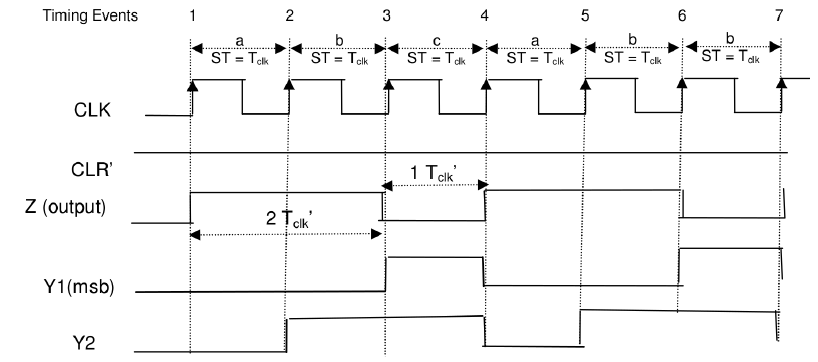 Timing Events 1 2 3 4 5 6 7
a b c a b b
ST = Tclk ST = Tclk ST = Tclk ST = Tclk ST = Tclk ST = Tclk
CLK
CLR'
1 Tclk'
Z (output)
2 Tclk'
Y1(msb)
Y2